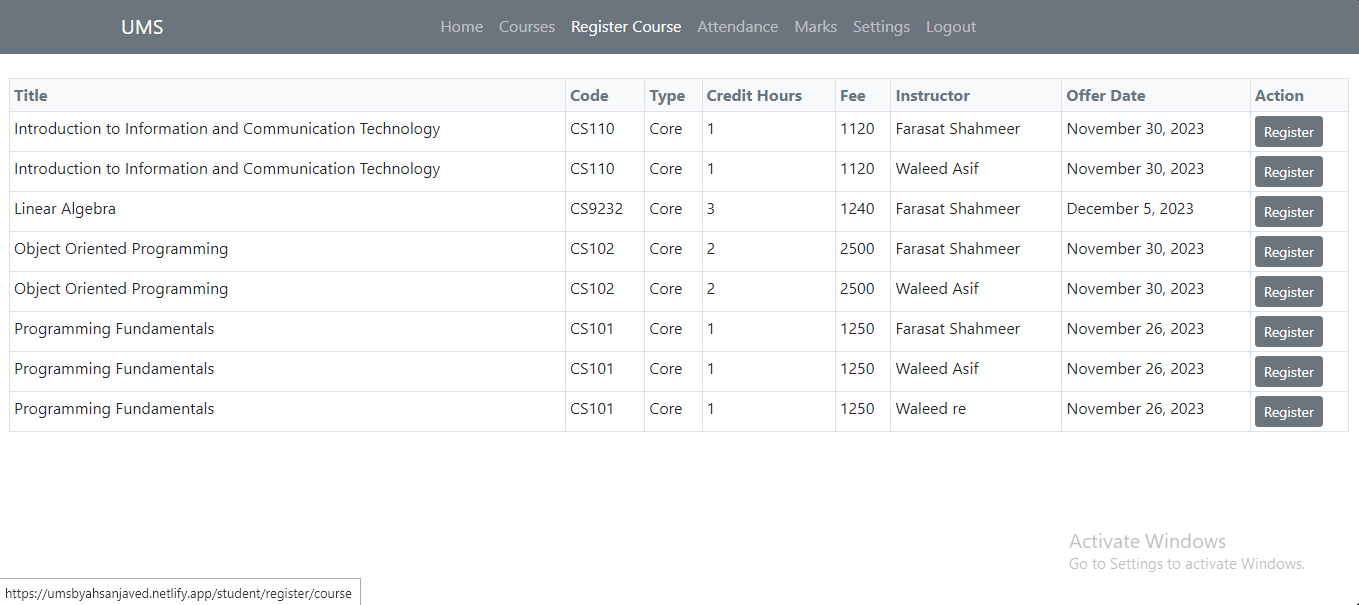 UMS Home Courses Register Course Attendance Marks Settings Logout
Title Code Type Credit Hours Fee Instructor Offer Date Action
Introduction to Information and Communication Technology CS110 Core 1 1120 Farasat Shahmeer November 30, 2023 Register
Introduction to Information and Communication Technology CS110 Core 1 1120 Waleed Asif November 30, 2023 Register
Linear Algebra CS9232 Core 3 1240 Farasat Shahmeer December 5, 2023 Register
Object Oriented Programming CS102 Core 2 2500 Farasat Shahmeer November 30, 2023 Register
Object Oriented Programming CS102 Core 2 2500 Waleed Asif November 30, 2023 Register
Programming Fundamentals CS101 Core 1 1250 Farasat Shahmeer November 26, 2023 Register
Programming Fundamentals CS101 Core 1 1250 Waleed Asif November 26, 2023 Register
Programming Fundamentals CS101 Core 1 1250 Waleed re November 26, 2023 Register
Activate Windows
Go to Settings to activate Windows.
https://umsbyahsanjaved.netlify.app/student/register/course